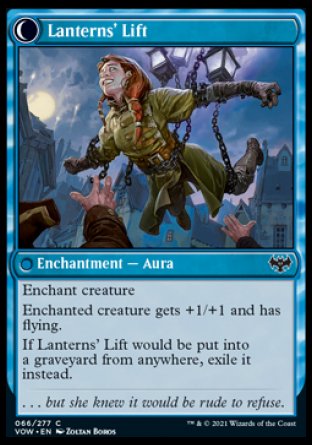 Lanterns' Lift
Enchantment — Aura
Enchant creature
Enchanted creature gets +1/+1 and has
flying.
If Lanterns' Lift would be put into
a graveyard from anywhere, exile it
instead.
. . . but she knew it would be rude to refuse.
066/277 C
VOW • EN Zoltan Boros
™ & © 2021 Wizards of the Coast